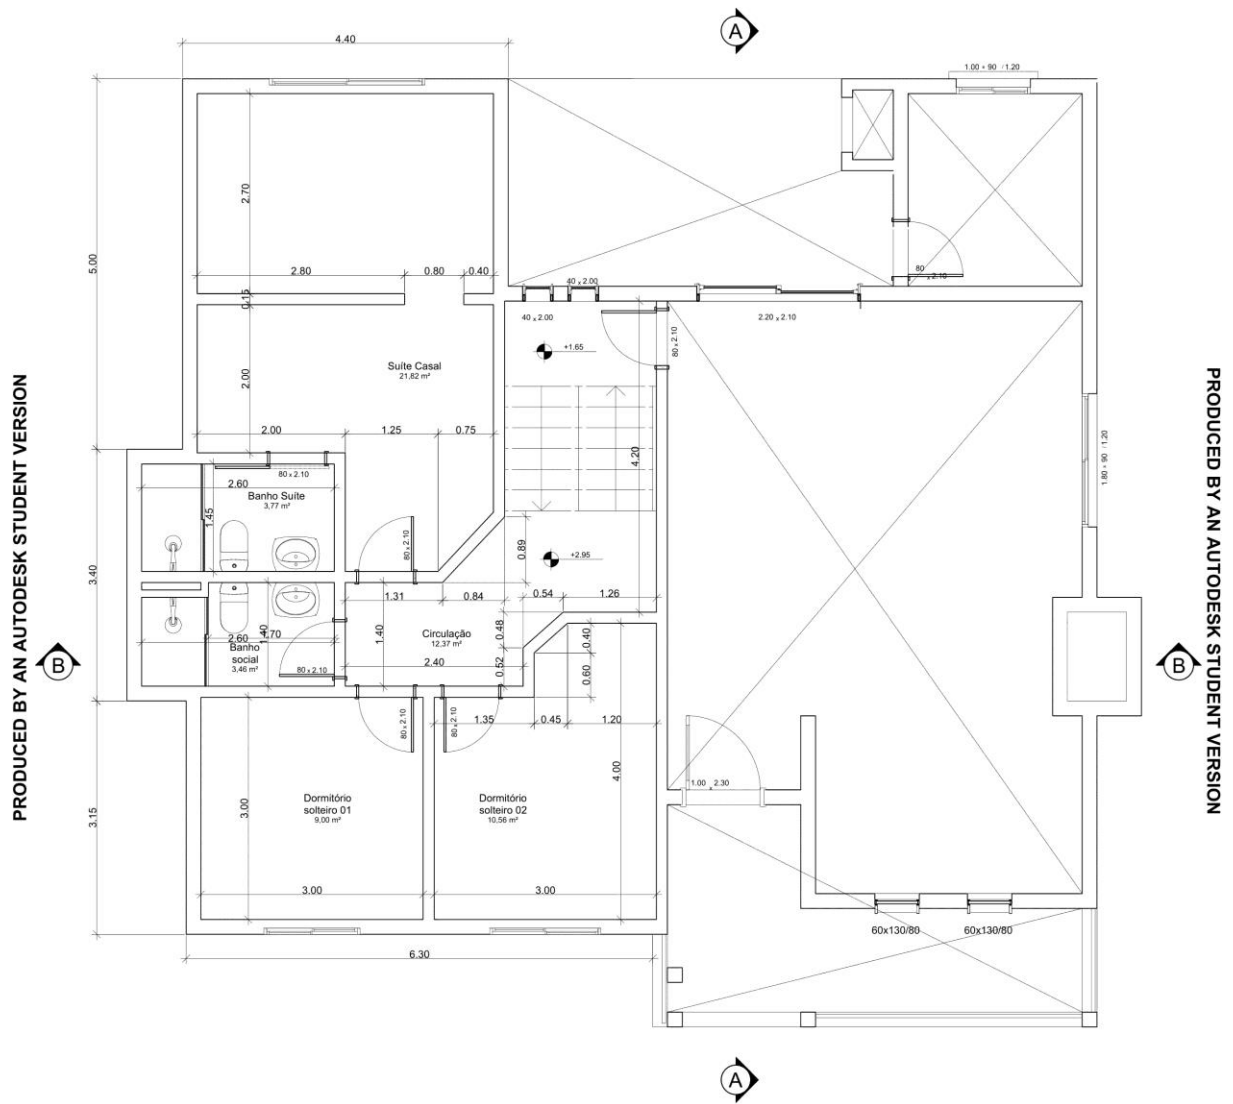 A
4.40
1.00 x 90 /1.20
2.70
5.00
2.80
0.80
0.40
0.15
80 x 2.10
40 x 2.00
40 x 2.00
2.20 x 2.10
+1.65
80 x 2.10
Suíte Casal
21,82 m²
2.00
2.00
1.25
0.75
4.20
1.80 x 90 /1.20
80 x 2.10
2.60
Banho Suíte
3,77 m²
1.45
80 x 2.10
0.89
+2.95
3.40
1.31
0.84
0.54
1.26
1.40
1.40
Circulação
12,37 m²
0.48
0.40
2.60
1.70
Banho
social
3,46 m²
80 x 2.10
2.40
0.52
0.60
B
B
80 x 2.10
80 x 2.10
1.35
0.45
1.20
4.00
1.00 x 2.30
3.00
Dormitório
solteiro 01
9,00 m²
Dormitório
solteiro 02
10,56 m²
3.15
3.00
3.00
60x130/80
60x130/80
6.30
A
PRODUCED BY AN AUTODESK STUDENT VERSION
PRODUCED BY AN AUTODESK STUDENT VERSION